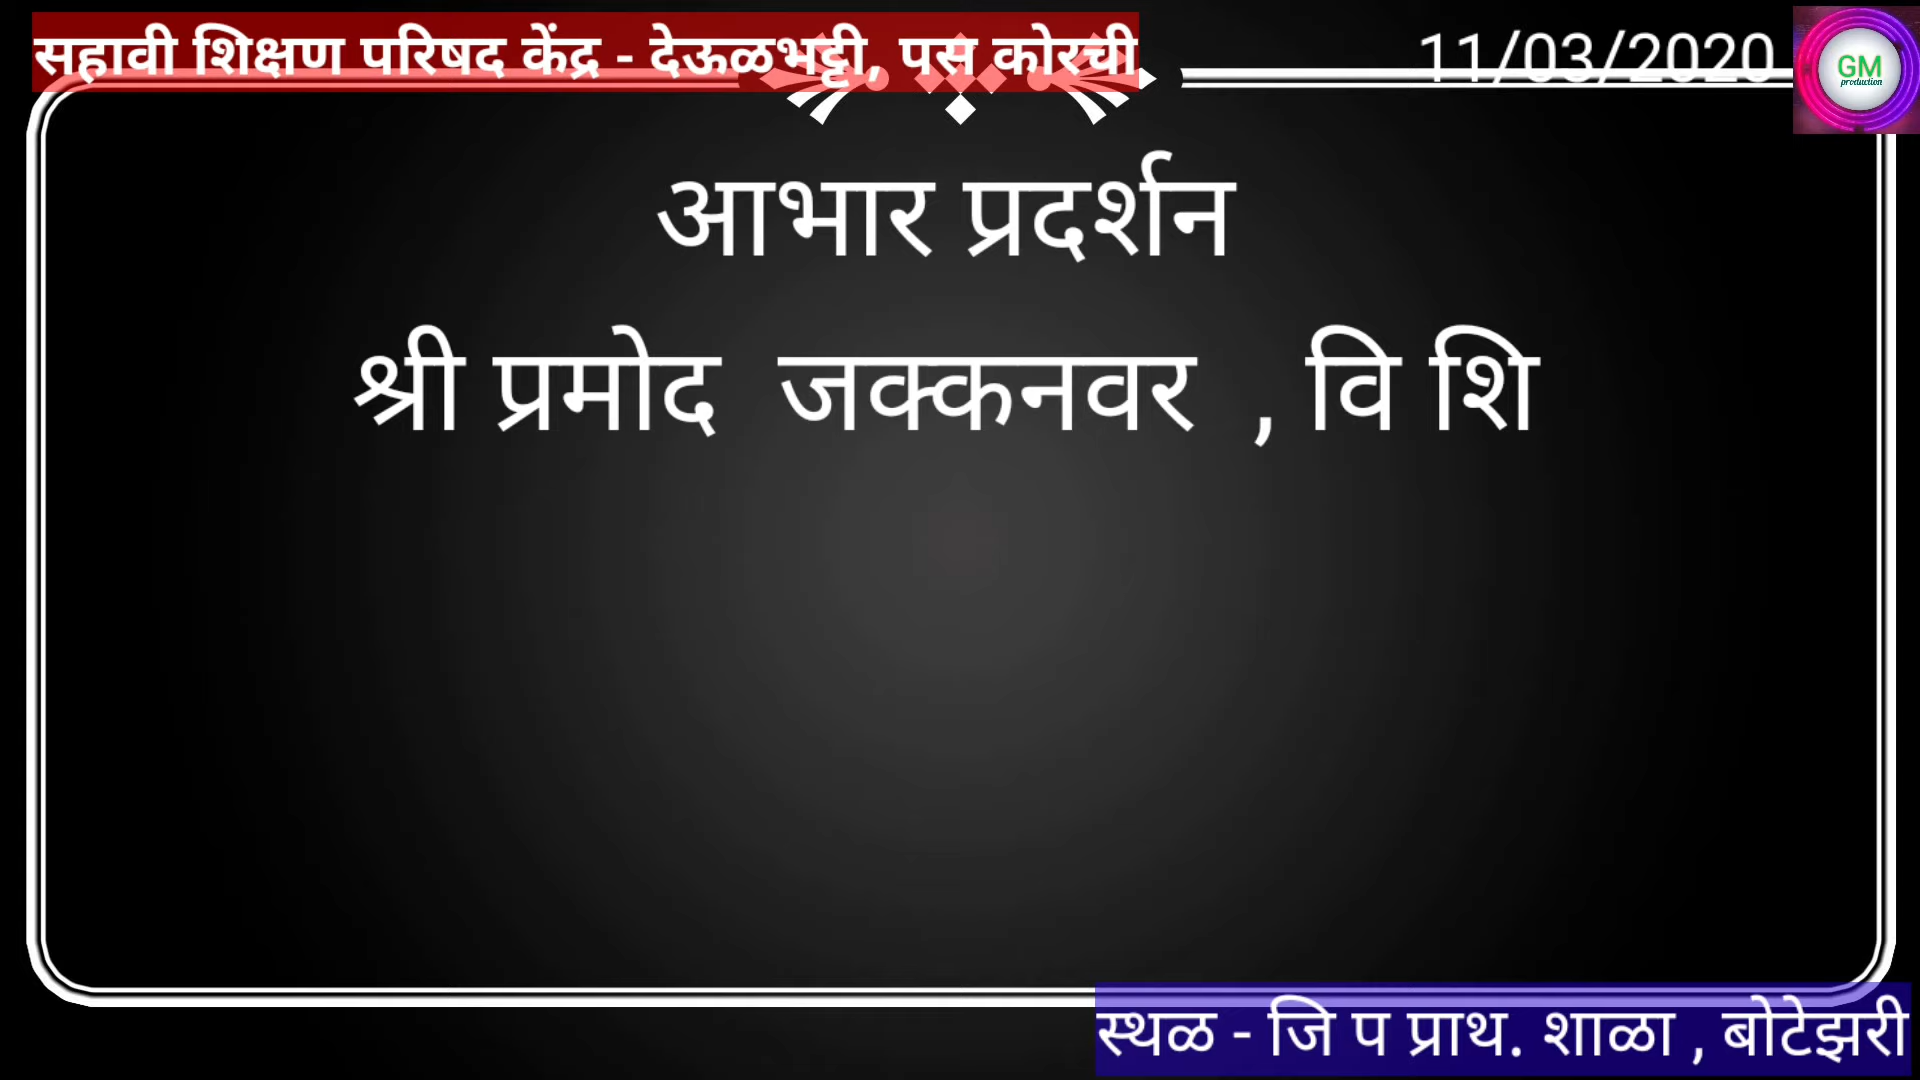 सहावी शिक्षण परिषद केंद्र - देऊळभट्टी, पस कोरची
11/03/2020
GM
production
आभार प्रदर्शन
श्री प्रमोद जक्कनवर , वि शि
स्थळ - जि प प्राथ. शाळा , बोटेझरी